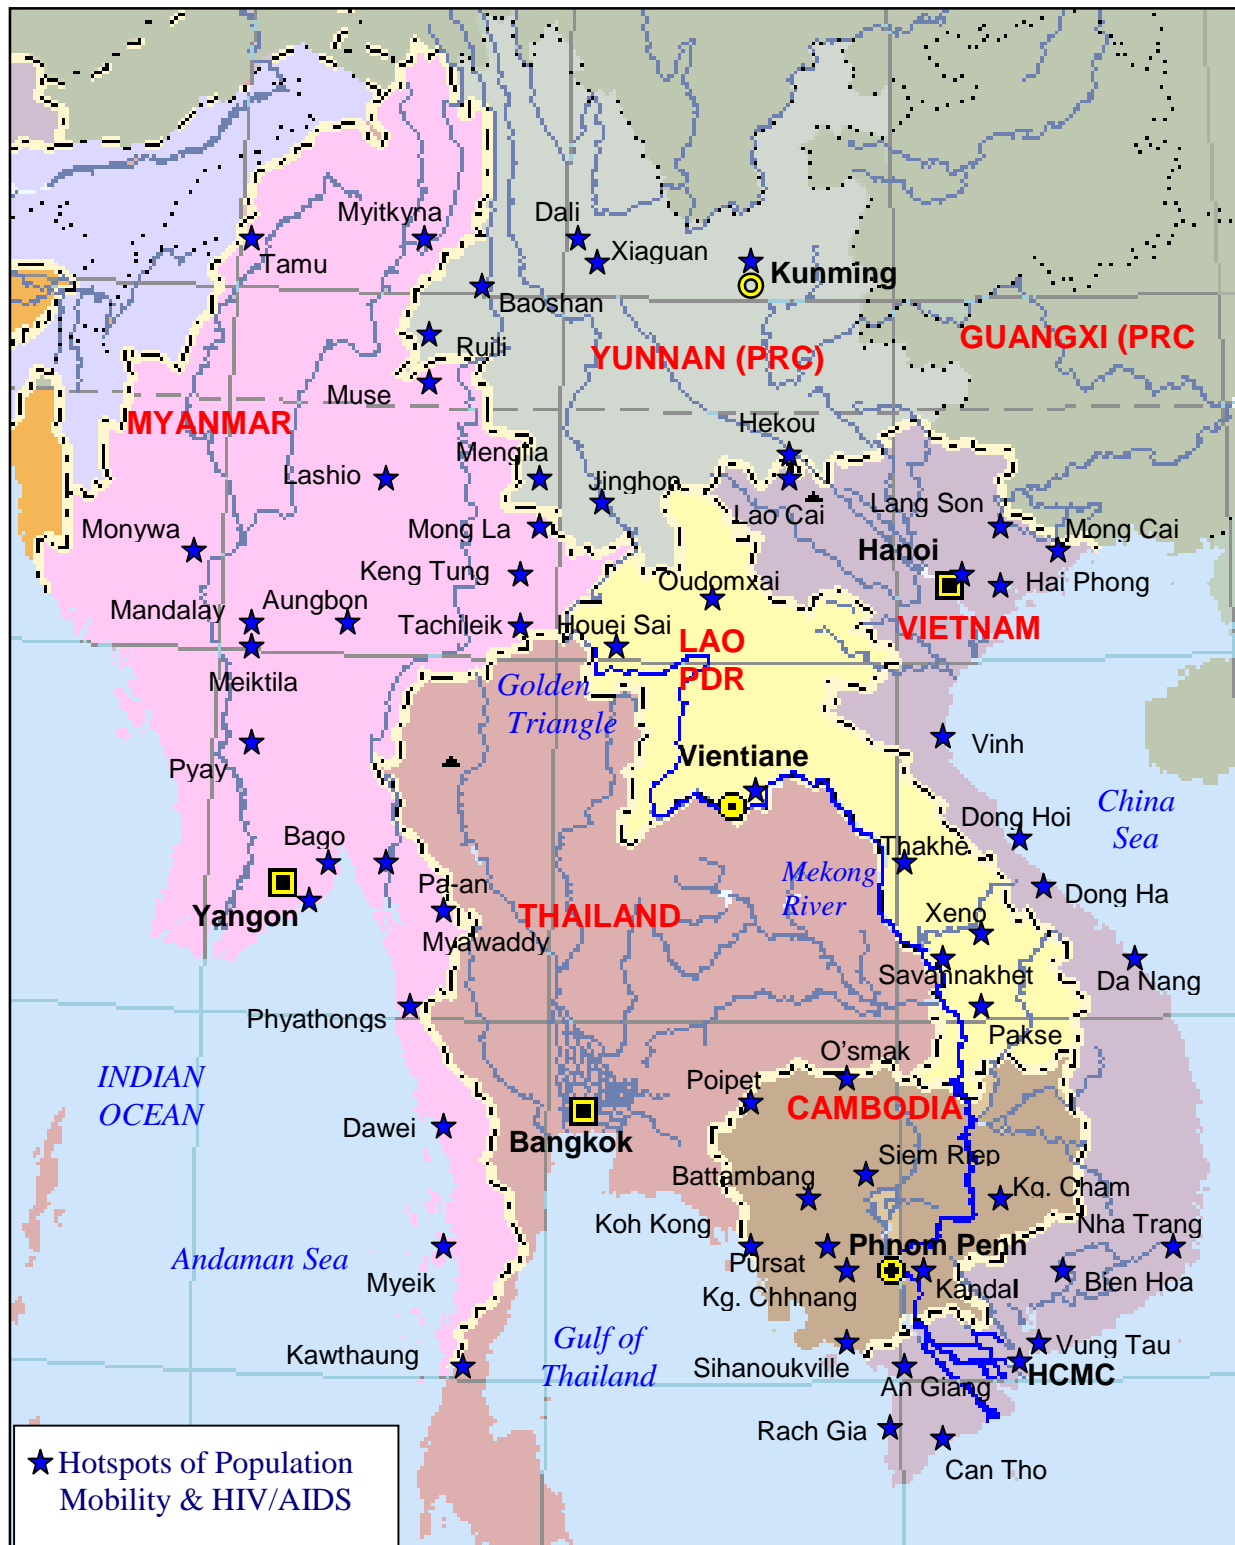 Myitkyna
Dali
Tamu
Xiaguan
Kunming
Baoshan
Ruili
YUNNAN (PRC)
GUANGXI (PRC
Muse
MYANMAR
Hekou
Menglia
Lashio
Jinghon
Lao Cai
Lang Son
Monywa
Mong La
Mong Cai
Hanoi
Keng Tung
Oudomxai
Hai Phong
Mandalay
Aungbon
Tachileik
Houei Sai
LAO
PDR
VIETNAM
Meiktila
Golden
Triangle
Pyay
Vientiane
Vinh
China
Sea
Bago
Dong Hoi
Thakhe
Pa-an
Mekong
River
Dong Ha
Yangon
THAILAND
Xeno
Myawaddy
Savannakhet
Da Nang
Phyathongs
Pakse
O'smak
INDIAN
OCEAN
Poipet
CAMBODIA
Dawei
Bangkok
Siem Riep
Battambang
Kg. Cham
Koh Kong
Nha Trang
Phnom Penh
Andaman Sea
Pursat
Myeik
Kg. Chhnang
Kandal
Bien Hoa
Gulf of
Thailand
Kawthaung
Sihanoukville
Vung Tau
An Giang
HCMC
Rach Gia
Can Tho
Hotspots of Population
Mobility & HIV/AIDS